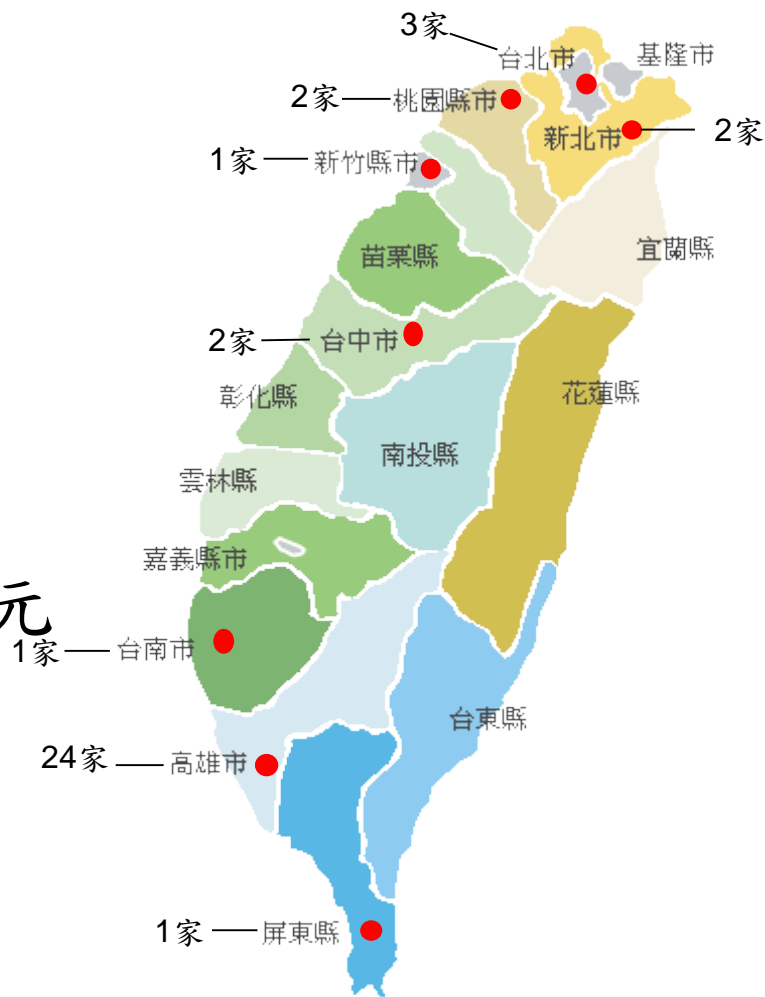 3家
台北市
基隆市
2家
桃園縣市
新北市
2家
1家
新竹縣市
苗栗縣
宜蘭縣
2家
台中市
彰化縣
花蓮縣
南投縣
雲林縣
嘉義縣市
元
1家
台南市
台東縣
24家
高雄市
1家
屏東縣